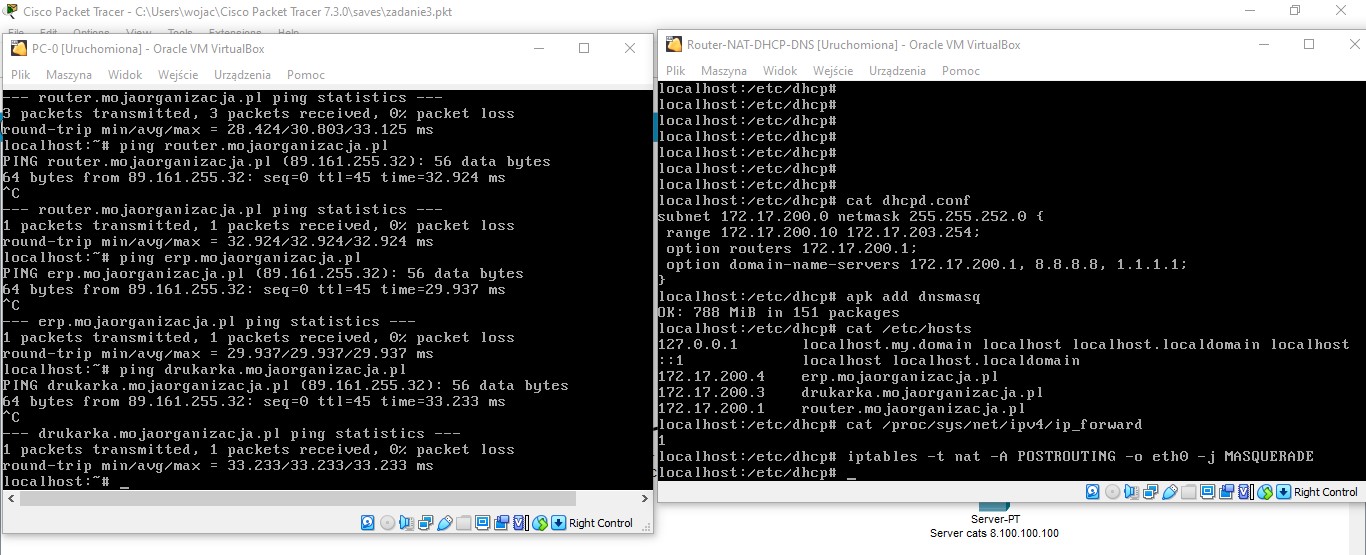 Cisco Packet Tracer - C:\Users\wojac\Cisco Packet Tracer 7.3.0\saves\zadanie3.pkt
File Edit Options View Tools Extensions Help
PC-0 [Uruchomiona] - Oracle VM VirtualBox
Plik Maszyna Widok Wejście Urządzenia Pomoc
--- router.mojaorganizacja.pl ping statistics ---
3 packets transmitted, 3 packets received, 0% packet loss
round-trip min/avg/max = 28.424/30.803/33.125 ms
localhost:~# ping router.mojaorganizacja.pl
PING router.mojaorganizacja.pl (89.161.255.32): 56 data bytes
64 bytes from 89.161.255.32: seq=0 ttl=45 time=32.924 ms
^C
--- router.mojaorganizacja.pl ping statistics ---
1 packets transmitted, 1 packets received, 0% packet loss
round-trip min/avg/max = 32.924/32.924/32.924 ms
localhost:~# ping erp.mojaorganizacja.pl
PING erp.mojaorganizacja.pl (89.161.255.32): 56 data bytes
64 bytes from 89.161.255.32: seq=0 ttl=45 time=29.937 ms
^C
--- erp.mojaorganizacja.pl ping statistics ---
1 packets transmitted, 1 packets received, 0% packet loss
round-trip min/avg/max = 29.937/29.937/29.937 ms
localhost:~# ping drukarka.mojaorganizacja.pl
PING drukarka.mojaorganizacja.pl (89.161.255.32): 56 data bytes
64 bytes from 89.161.255.32: seq=0 ttl=45 time=33.233 ms
^C
--- drukarka.mojaorganizacja.pl ping statistics ---
1 packets transmitted, 1 packets received, 0% packet loss
round-trip min/avg/max = 33.233/33.233/33.233 ms
localhost:~# _
Right Control
Router-NAT-DHCP-DNS [Uruchomiona] - Oracle VM VirtualBox
Plik Maszyna Widok Wejście Urządzenia Pomoc
localhost:/etc/dhcp#
localhost:/etc/dhcp#
localhost:/etc/dhcp#
localhost:/etc/dhcp#
localhost:/etc/dhcp#
localhost:/etc/dhcp#
localhost:/etc/dhcp#
localhost:/etc/dhcp# cat dhcpd.conf
subnet 172.17.200.0 netmask 255.255.252.0 {
range 172.17.200.10 172.17.203.254;
option routers 172.17.200.1;
option domain-name-servers 172.17.200.1, 8.8.8.8, 1.1.1.1;
}
localhost:/etc/dhcp# apk add dnsmasq
OK: 788 MiB in 151 packages
localhost:/etc/dhcp# cat /etc/hosts
127.0.0.1 localhost.my.domain localhost localhost.localdomain localhost
::1 localhost localhost.localdomain
172.17.200.4 erp.mojaorganizacja.pl
172.17.200.3 drukarka.mojaorganizacja.pl
172.17.200.1 router.mojaorganizacja.pl
localhost:/etc/dhcp# cat /proc/sys/net/ipv4/ip_forward
1
localhost:/etc/dhcp# iptables -t nat -A POSTROUTING -o eth0 -j MASQUERADE
localhost:/etc/dhcp# _
Right Control
Server-PT
Server cats 8.100.100.100